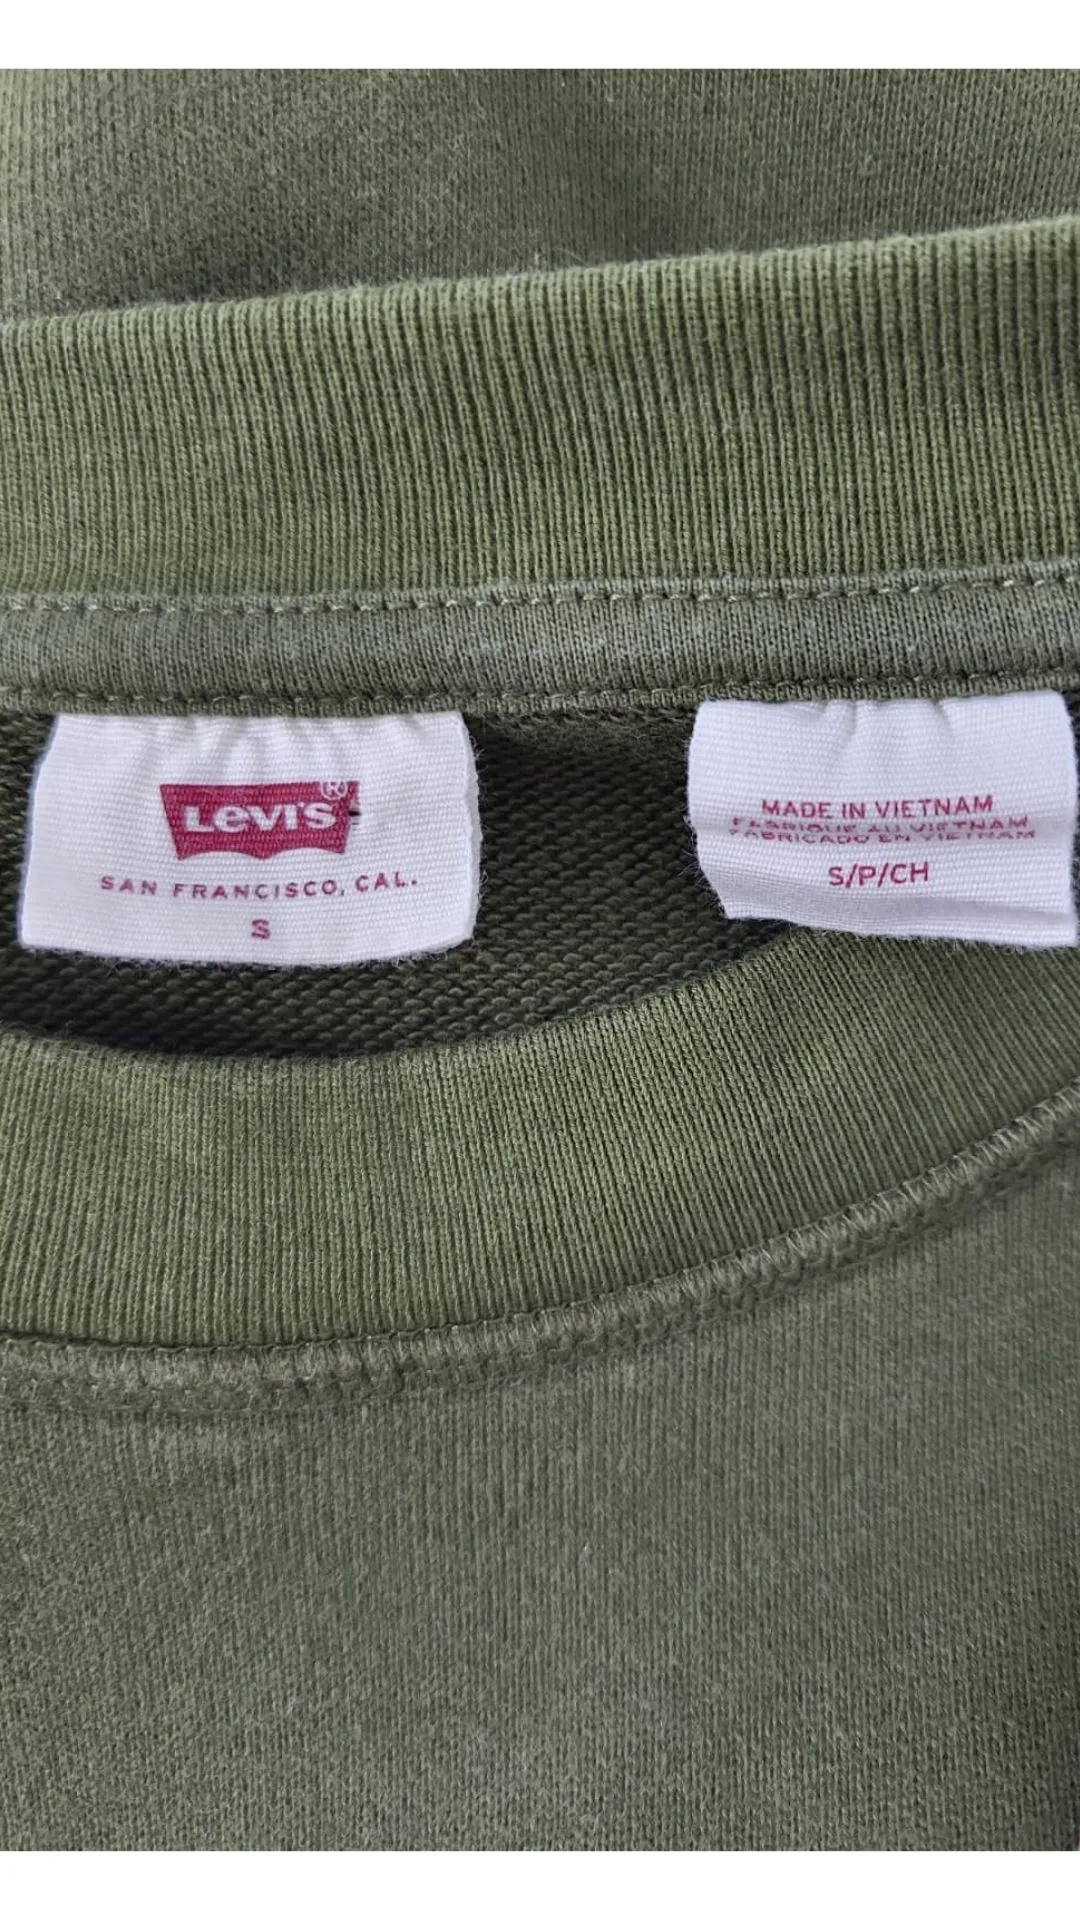 Levi's®
SAN FRANCISCO, CAL.
S
MADE IN VIETNAM
FABRIQUÉ AU VIETNAM
FABRICADO EN VIETNAM
S/P/CH